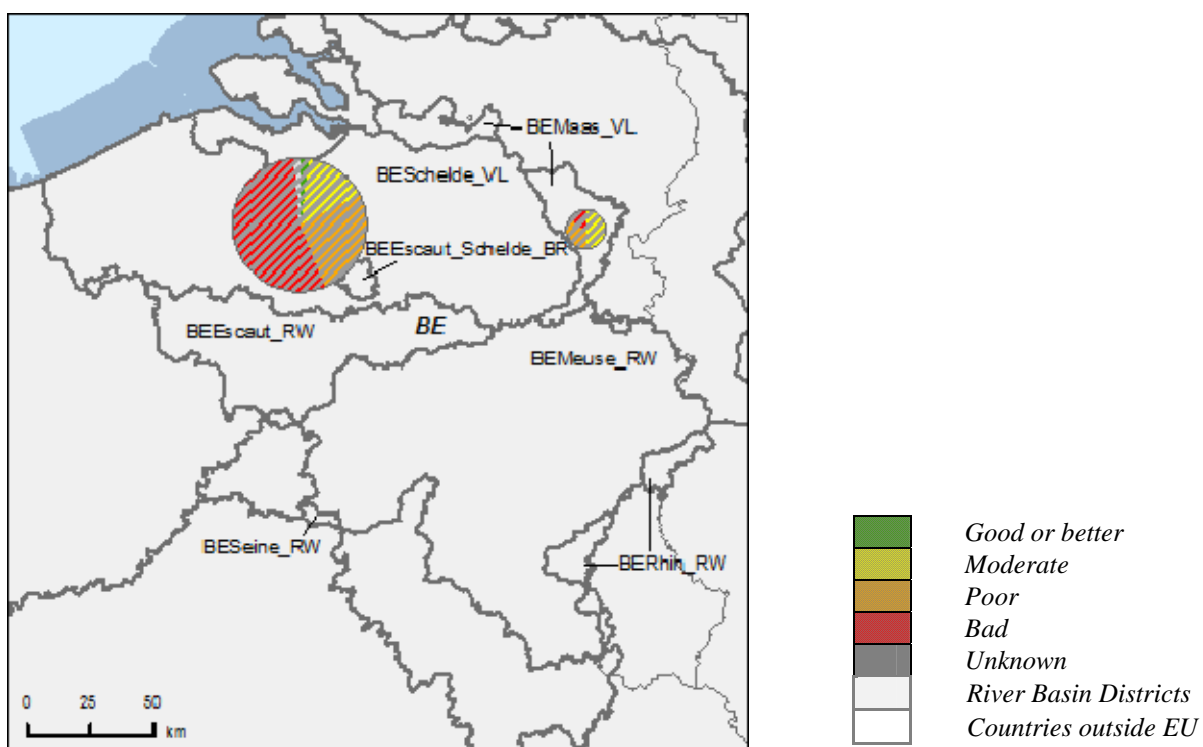 BEMaas_VL
BESchelde_VL
BEEscaut_Schelde_BR
BEEscaut_RW
BE
BEMeuse_RW
BESeine_RW
BERhin_RW
0 25 50
km
Good or better
Moderate
Poor
Bad
Unknown
River Basin Districts
Countries outside EU